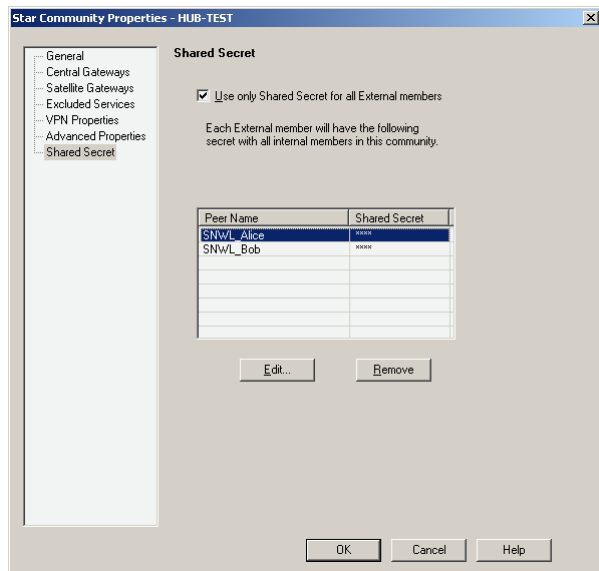 Star Community Properties - HUB-TEST
General
Central Gateways
Satellite Gateways
Excluded Services
VPN Properties
Advanced Properties
Shared Secret
Shared Secret
Use only Shared Secret for all External members
Each External member will have the following
secret with all internal members in this community.
Peer Name Shared Secret
SNWL_Alice ****
SNWL_Bob ****
Edit... Remove
OK Cancel Help